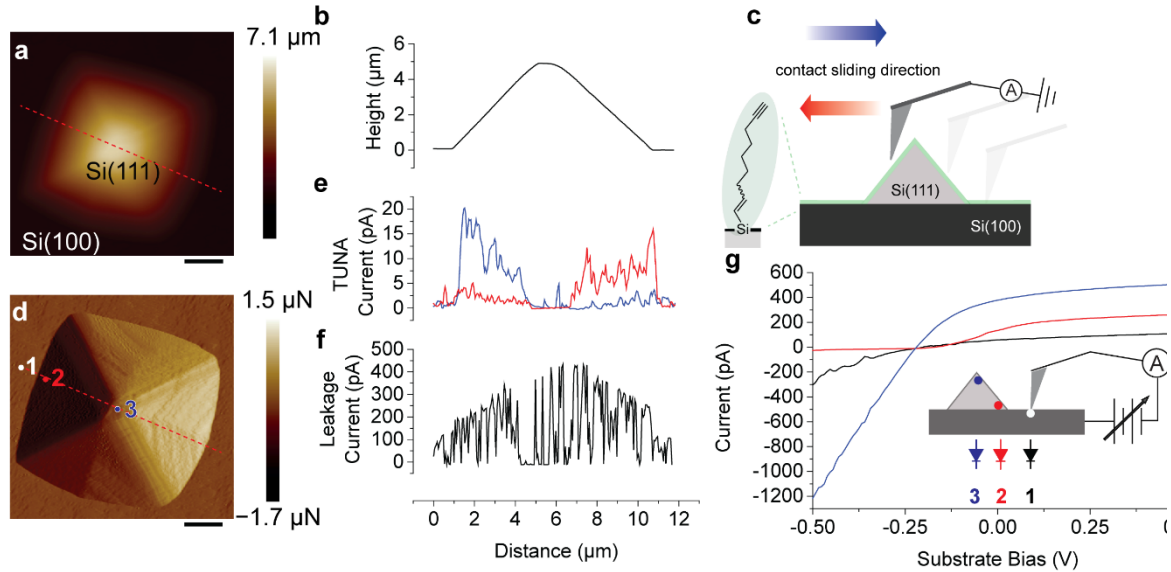 a
7.1 µm
Si(111)
Si(100)
b
Height (µm)
6
4
2
0
c
contact sliding direction
A
Si
Si(111)
Si(100)
d
1.5 µN
1
2
3
−1.7 µN
e
TUNA
Current (pA)
20
15
10
5
0
f
Leakage
Current (pA)
400
300
200
100
0
0 2 4 6 8 10 12
Distance (µm)
g
Current (pA)
600
400
200
0
-200
-400
-600
-800
-1000
-1200
A
3 2 1
-0.50 -0.25 0.00 0.25
Substrate Bias (V)